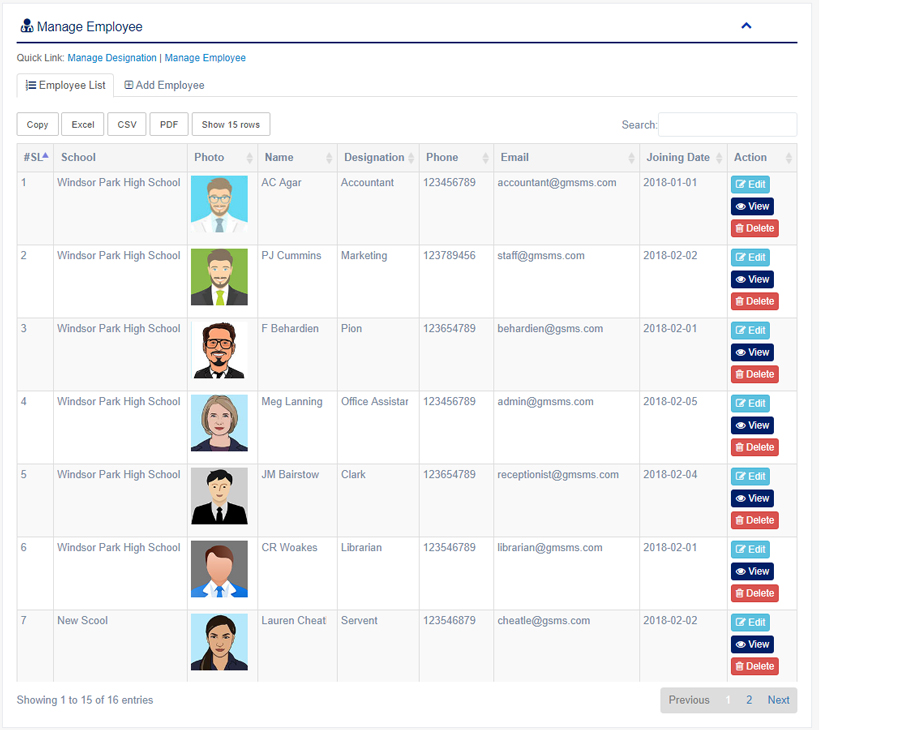 Manage Employee
Quick Link: Manage Designation | Manage Employee
Employee List Add Employee
Copy Excel CSV PDF Show 15 rows Search:
#SL School Photo Name Designation Phone Email Joining Date Action
1 Windsor Park High School AC Agar Accountant 123456789 accountant@gmsms.com 2018-01-01 Edit
View
Delete
2 Windsor Park High School PJ Cummins Marketing 123789456 staff@gmsms.com 2018-02-02 Edit
View
Delete
3 Windsor Park High School F Behardien Pion 123654789 behardien@gsms.com 2018-02-01 Edit
View
Delete
4 Windsor Park High School Meg Lanning Office Assistar 123456789 admin@gmsms.com 2018-02-05 Edit
View
Delete
5 Windsor Park High School JM Bairstow Clark 123654789 receptionist@gmsms.com 2018-02-04 Edit
View
Delete
6 Windsor Park High School CR Woakes Librarian 123546789 librarian@gmsms.com 2018-02-01 Edit
View
Delete
7 New Scool Lauren Cheatl Servent 123546879 cheatle@gsms.com 2018-02-02 Edit
View
Delete
Showing 1 to 15 of 16 entries Previous 1 2 Next